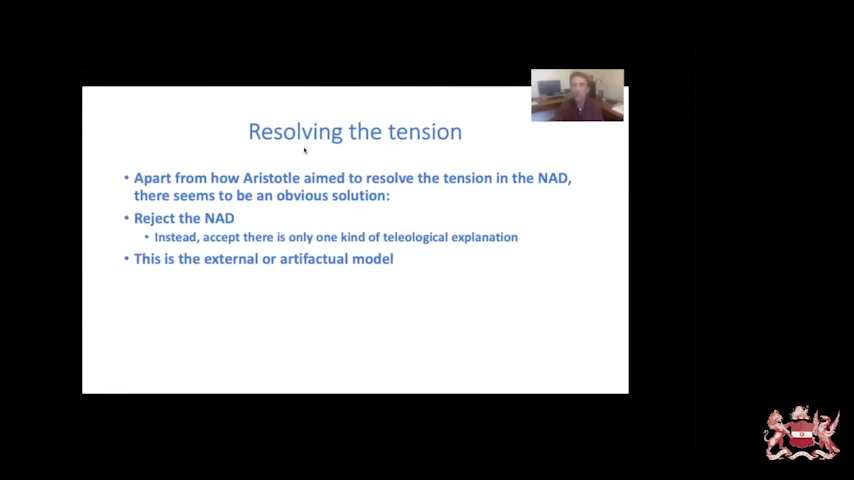 Resolving the tension
• Apart from how Aristotle aimed to resolve the tension in the NAD,
there seems to be an obvious solution:
• Reject the NAD
• Instead, accept there is only one kind of teleological explanation
• This is the external or artifactual model